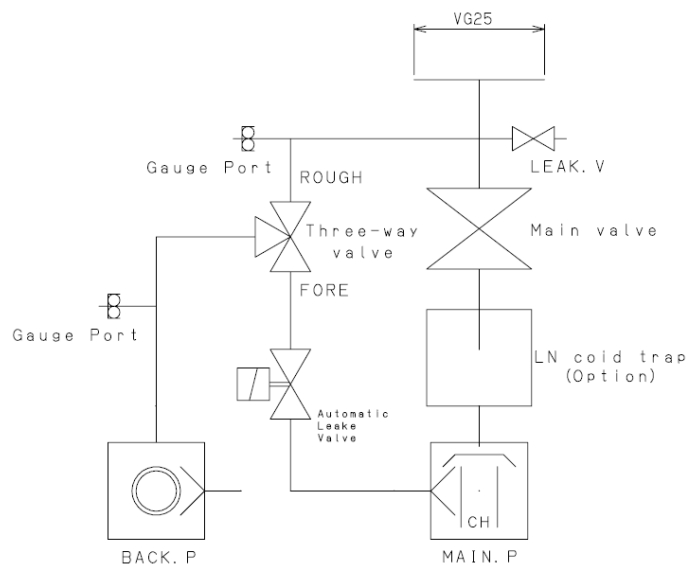 VG25
Gauge Port
LEAK.V
ROUGH
Three-way
valve
Main valve
FORE
Gauge Port
LN coid trap
(Option)
Automatic
Leake
Valve
CH
BACK.P
MAIN.P